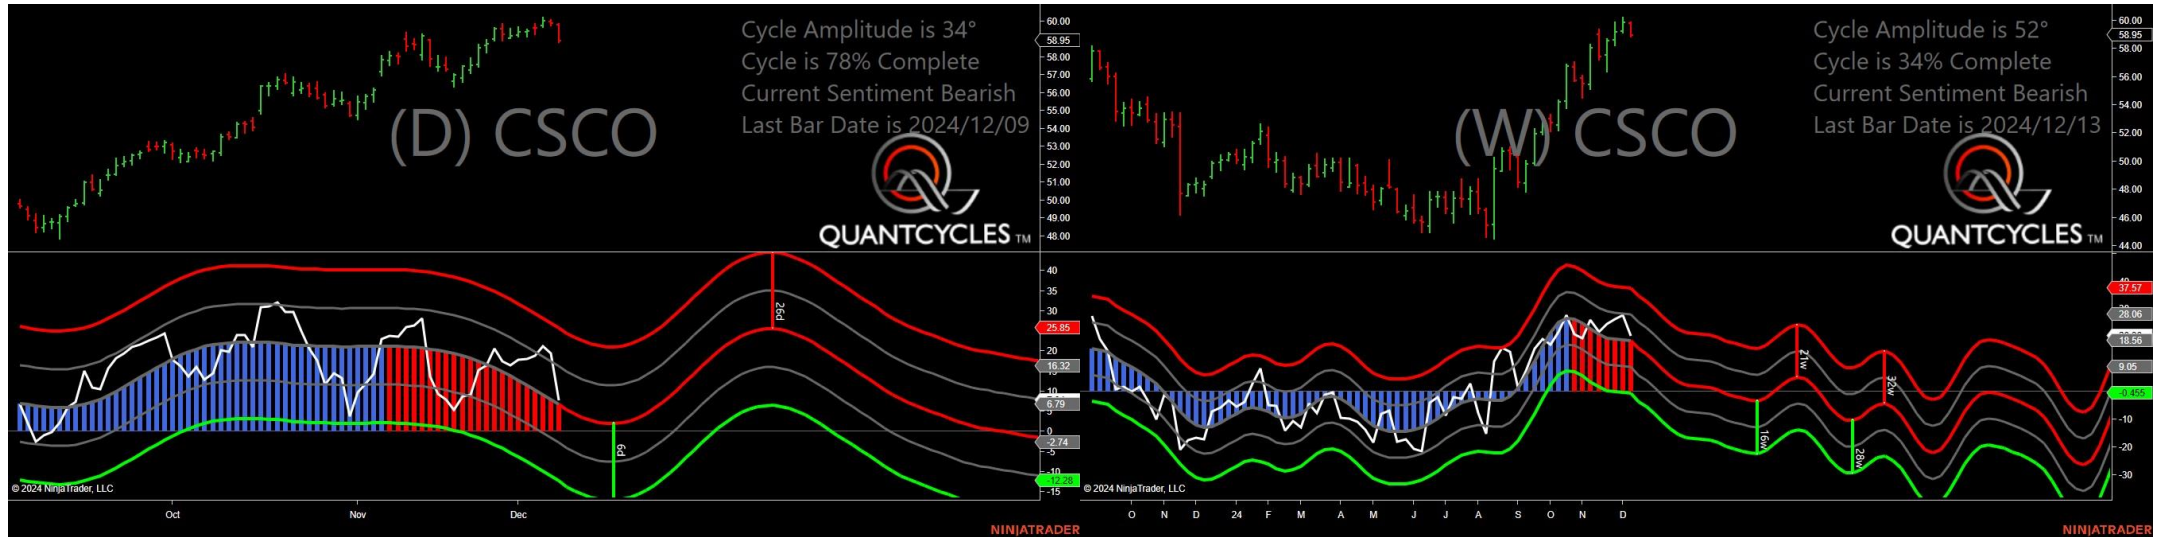 Cycle Amplitude is 34°
Cycle is 78% Complete
Current Sentiment Bearish
Last Bar Date is 2024/12/09
(D) CSCO
QUANTCYCLES TM
60.00
58.95
58.00
57.00
56.00
55.00
54.00
53.00
52.00
51.00
50.00
49.00
48.00
40
35
30
25.85
20
16.32
10
6.79
0
-2.74
-5
-10
-12.28
-15
26d
6d
© 2024 NinjaTrader, LLC
Oct Nov Dec
NINJATRADER
Cycle Amplitude is 52°
Cycle is 34% Complete
Current Sentiment Bearish
Last Bar Date is 2024/12/13
(W) CSCO
QUANTCYCLES TM
60.00
58.95
58.00
56.00
54.00
52.00
50.00
48.00
46.00
44.00
37.57
28.06
18.56
9.05
-0.455
-10
-20
-30
21w
32w
16w
28w
© 2024 NinjaTrader, LLC
O N D 24 F M A M J J A S O N D
NINJATRADER